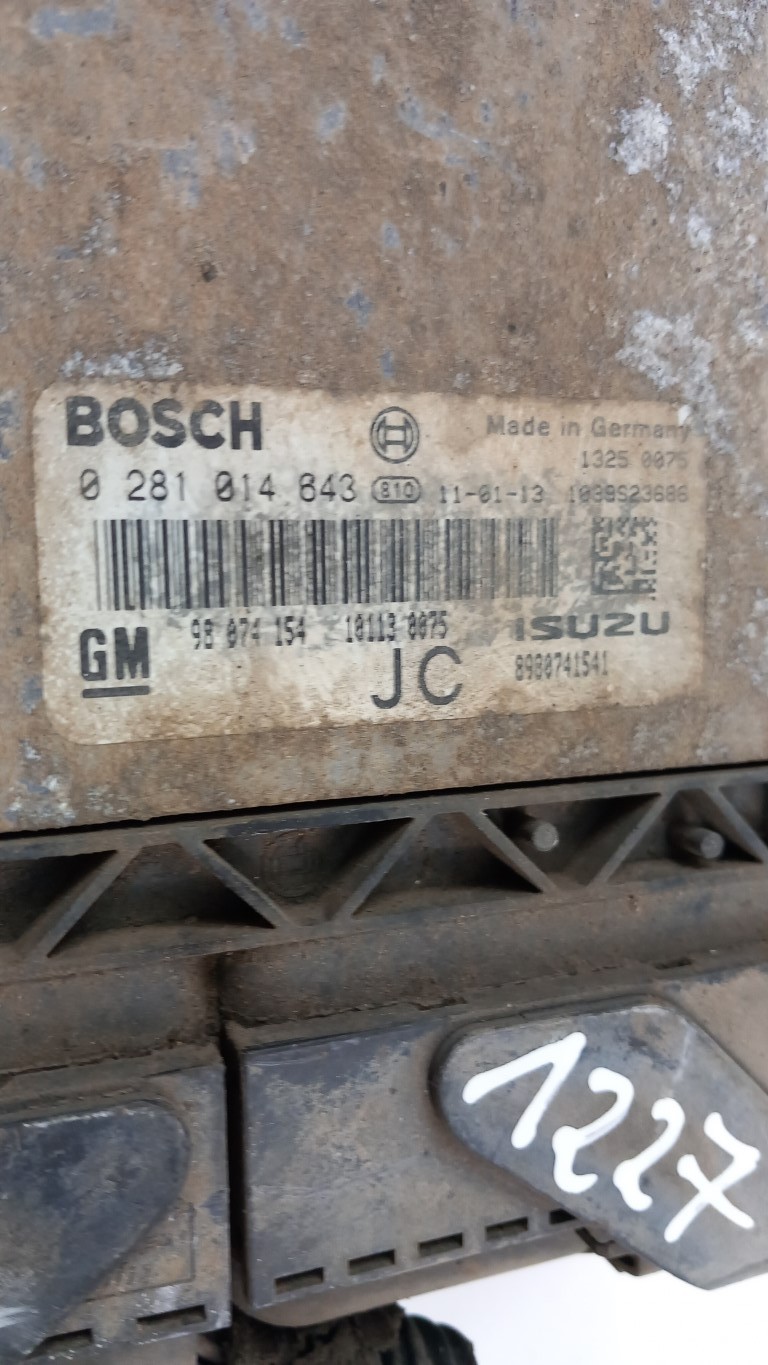 BOSCH
Made in Germany
1325 0075
0 281 014 643 810 11-01-13 1039S23686
GM 98 074 154 10113 0075 ISUZU
JC 8980741541
1227